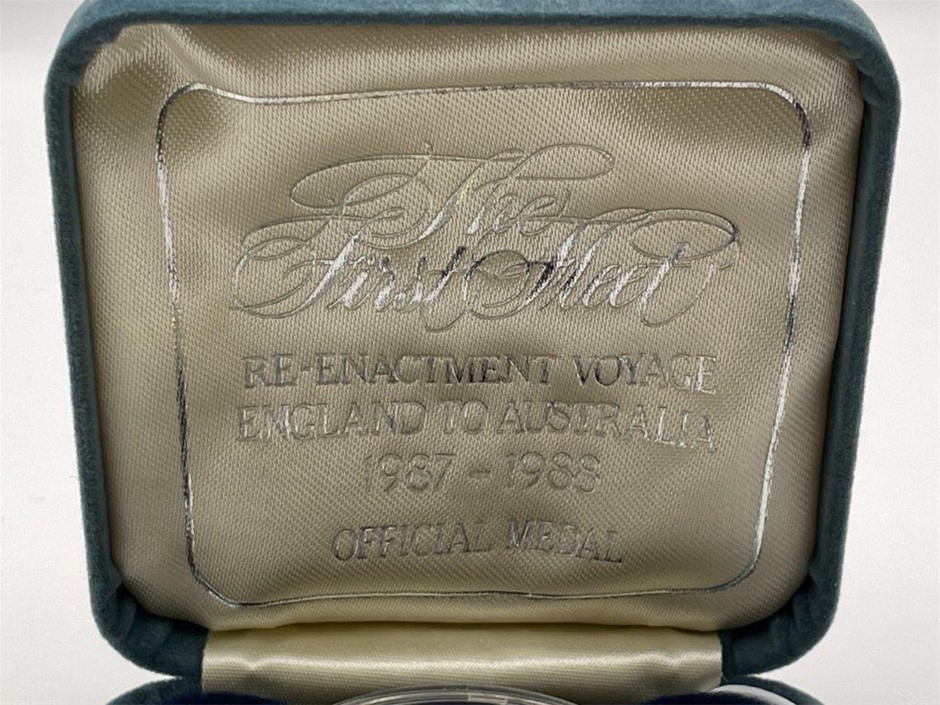 The
First Fleet
RE-ENACTMENT VOYAGE
ENGLAND TO AUSTRALIA
1987 - 1988
OFFICIAL MEDAL